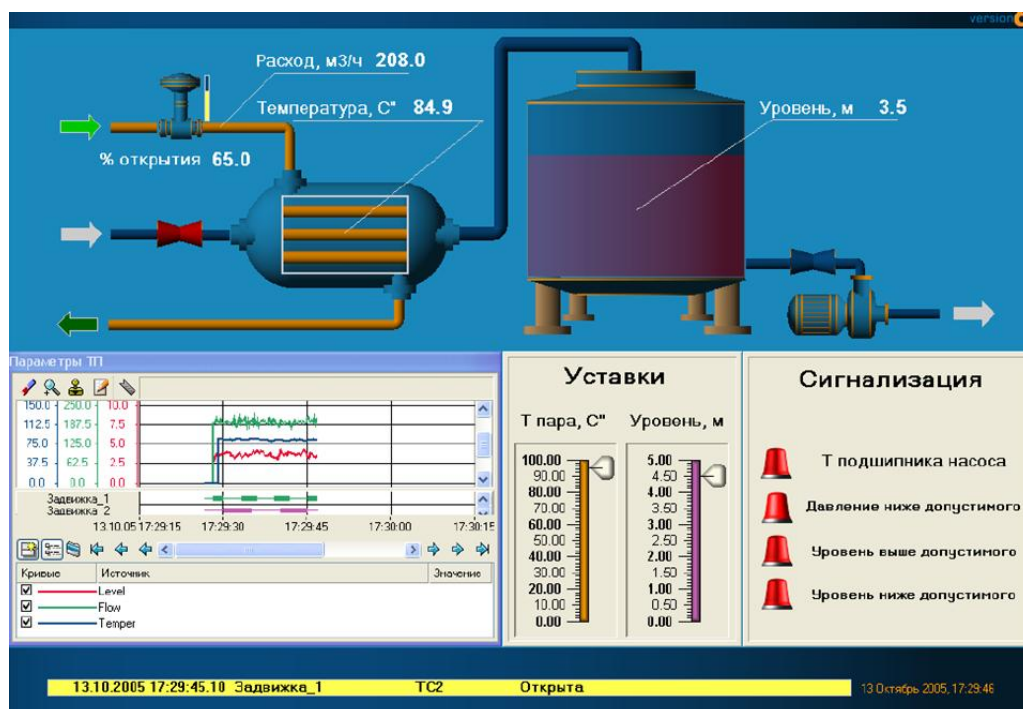 version
Расход, м3/ч 208.0
Температура, С" 84.9
Уровень, м 3.5
% открытия 65.0
Параметры ТП
150.0 250.0 10.0
112.5 187.5 7.5
75.0 125.0 5.0
37.5 62.5 2.5
0.0 0.0 0.0
Задвижка_1
Задвижка_2
13.10.05 17:29:15 17:29:30 17:29:45 17:30:00 17:30:15
Кривые Источник Значение
Level
Flow
Temper
Уставки
Т пара, С" Уровень, м
100.00 5.00
90.00 4.50
80.00 4.00
70.00 3.50
60.00 3.00
50.00 2.50
40.00 2.00
30.00 1.50
20.00 1.00
10.00 0.50
0.00 0.00
Сигнализация
Т подшипника насоса
Давление ниже допустимого
Уровень выше допустимого
Уровень ниже допустимого
13.10.2005 17:29:45.10 Задвижка_1 ТС2 Открыта
13 Октябрь 2005, 17:29:46